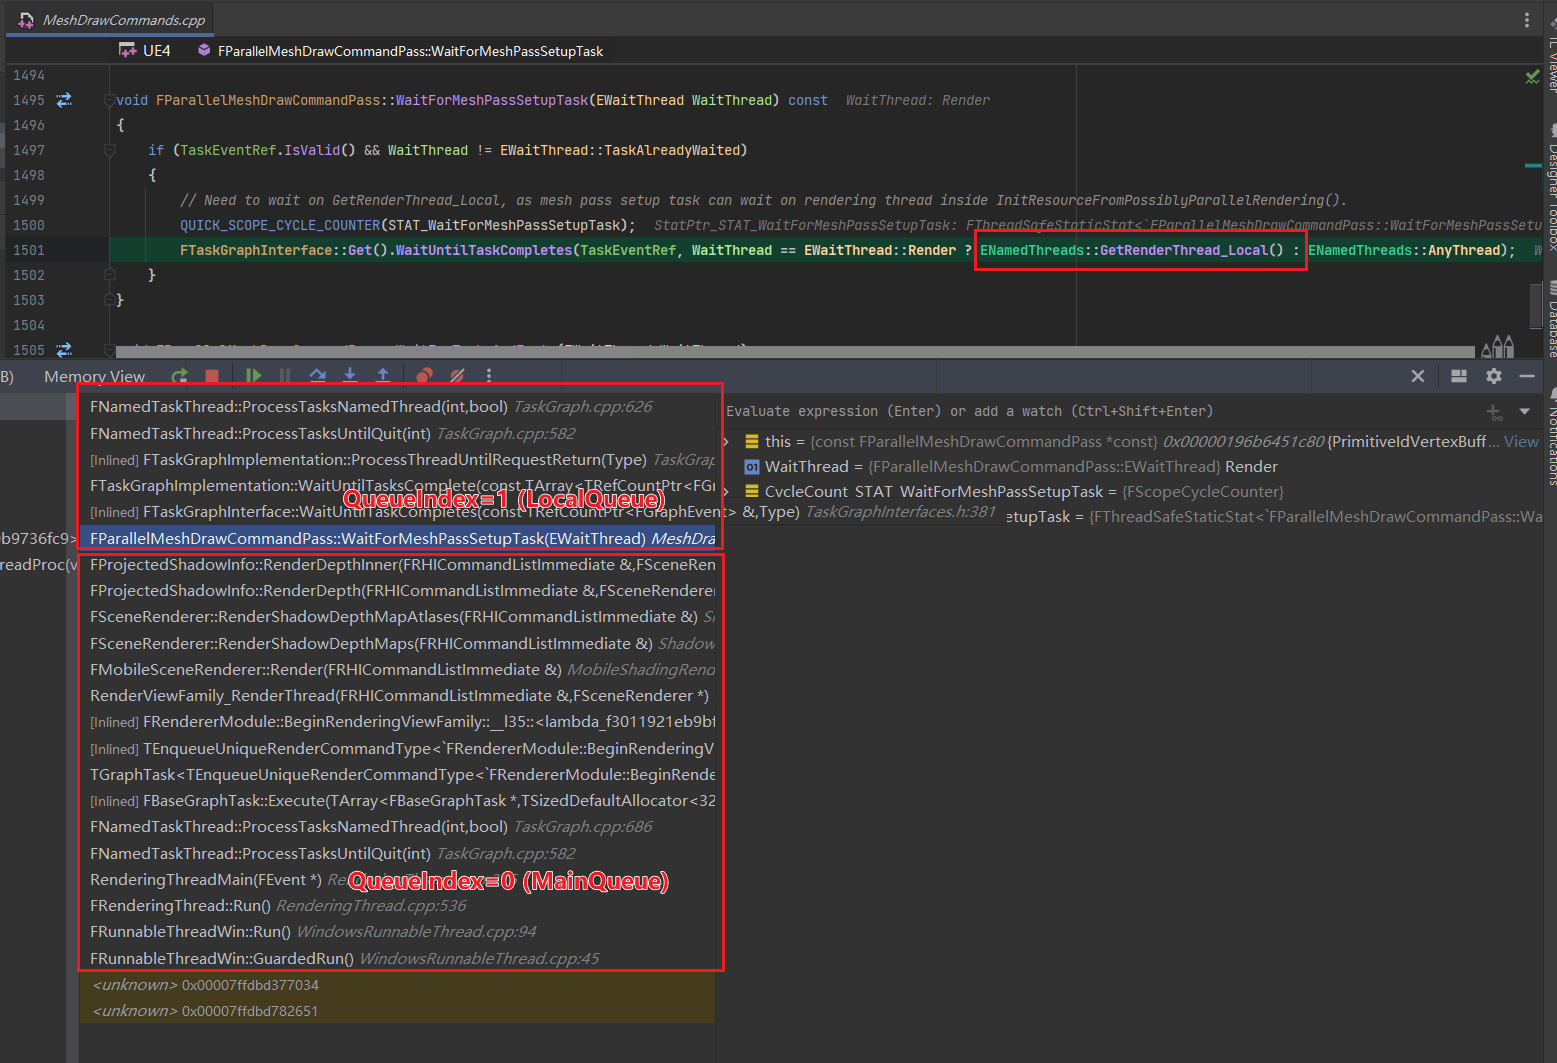 MeshDrawCommands.cpp
UE4 FParallelMeshDrawCommandPass::WaitForMeshPassSetupTask
1494
1495 void FParallelMeshDrawCommandPass::WaitForMeshPassSetupTask(EWaitThread WaitThread) const WaitThread: Render
1496 {
1497 if (TaskEventRef.IsValid() && WaitThread != EWaitThread::TaskAlreadyWaited)
1498 {
1499 // Need to wait on GetRenderThread_Local, as mesh pass setup task can wait on rendering thread inside InitResourceFromPossiblyParallelRendering().
1500 QUICK_SCOPE_CYCLE_COUNTER(STAT_WaitForMeshPassSetupTask); StatPtr_STAT_WaitForMeshPassSetupTask: FThreadSafeStaticStat<`FParallelMeshDrawCommandPass::WaitForMeshPassSetu
1501 FTaskGraphInterface::Get().WaitUntilTaskCompletes(TaskEventRef, WaitThread == EWaitThread::Render ? ENamedThreads::GetRenderThread_Local() : ENamedThreads::AnyThread); W
1502 }
1503 }
1504
1505
Designer Toolbox
Database
Notifications
B) Memory View
FNamedTaskThread::ProcessTasksNamedThread(int,bool) TaskGraph.cpp:626
FNamedTaskThread::ProcessTasksUntilQuit(int) TaskGraph.cpp:582
[Inlined] FTaskGraphImplementation::ProcessThreadUntilRequestReturn(Type) TaskGrap
FTaskGraphImplementation::WaitUntilTasksComplete(const TArray<TRefCountPtr<FGr
QueueIndex=1 (LocalQueue)
[Inlined] FTaskGraphInterface::WaitUntilTaskCompletes(const TRefCountPtr<FGraphEvent> &,Type) TaskGraphInterfaces.h:381
FParallelMeshDrawCommandPass::WaitForMeshPassSetupTask(EWaitThread) MeshDra
FProjectedShadowInfo::RenderDepthInner(FRHICommandListImmediate &,FSceneRen
FProjectedShadowInfo::RenderDepth(FRHICommandListImmediate &,FSceneRenderer
FSceneRenderer::RenderShadowDepthMapAtlases(FRHICommandListImmediate &) S
FSceneRenderer::RenderShadowDepthMaps(FRHICommandListImmediate &) Shadow
FMobileSceneRenderer::Render(FRHICommandListImmediate &) MobileShadingRend
RenderViewFamily_RenderThread(FRHICommandListImmediate &,FSceneRenderer *)
[Inlined] FRendererModule::BeginRenderingViewFamily::__l35::<lambda_f3011921eb9bf
[Inlined] TEnqueueUniqueRenderCommandType<`FRendererModule::BeginRenderingV
TGraphTask<TEnqueueUniqueRenderCommandType<`FRendererModule::BeginRende
[Inlined] FBaseGraphTask::Execute(TArray<FBaseGraphTask *,TSizedDefaultAllocator<32
FNamedTaskThread::ProcessTasksNamedThread(int,bool) TaskGraph.cpp:686
FNamedTaskThread::ProcessTasksUntilQuit(int) TaskGraph.cpp:582
RenderingThreadMain(FEvent *) Re
QueueIndex=0 (MainQueue)
FRenderingThread::Run() RenderingThread.cpp:536
FRunnableThreadWin::Run() WindowsRunnableThread.cpp:94
FRunnableThreadWin::GuardedRun() WindowsRunnableThread.cpp:45
<unknown> 0x00007ffdbd377034
<unknown> 0x00007ffdbd782651
b9736fc9>
readProc(v
Evaluate expression (Enter) or add a watch (Ctrl+Shift+Enter)
this = {const FParallelMeshDrawCommandPass *const} 0x00000196b6451c80 {PrimitiveIdVertexBuff... View
01 WaitThread = {FParallelMeshDrawCommandPass::EWaitThread} Render
CycleCount_STAT_WaitForMeshPassSetupTask = {FScopeCycleCounter}
etupTask = {FThreadSafeStaticStat<`FParallelMeshDrawCommandPass::Wa